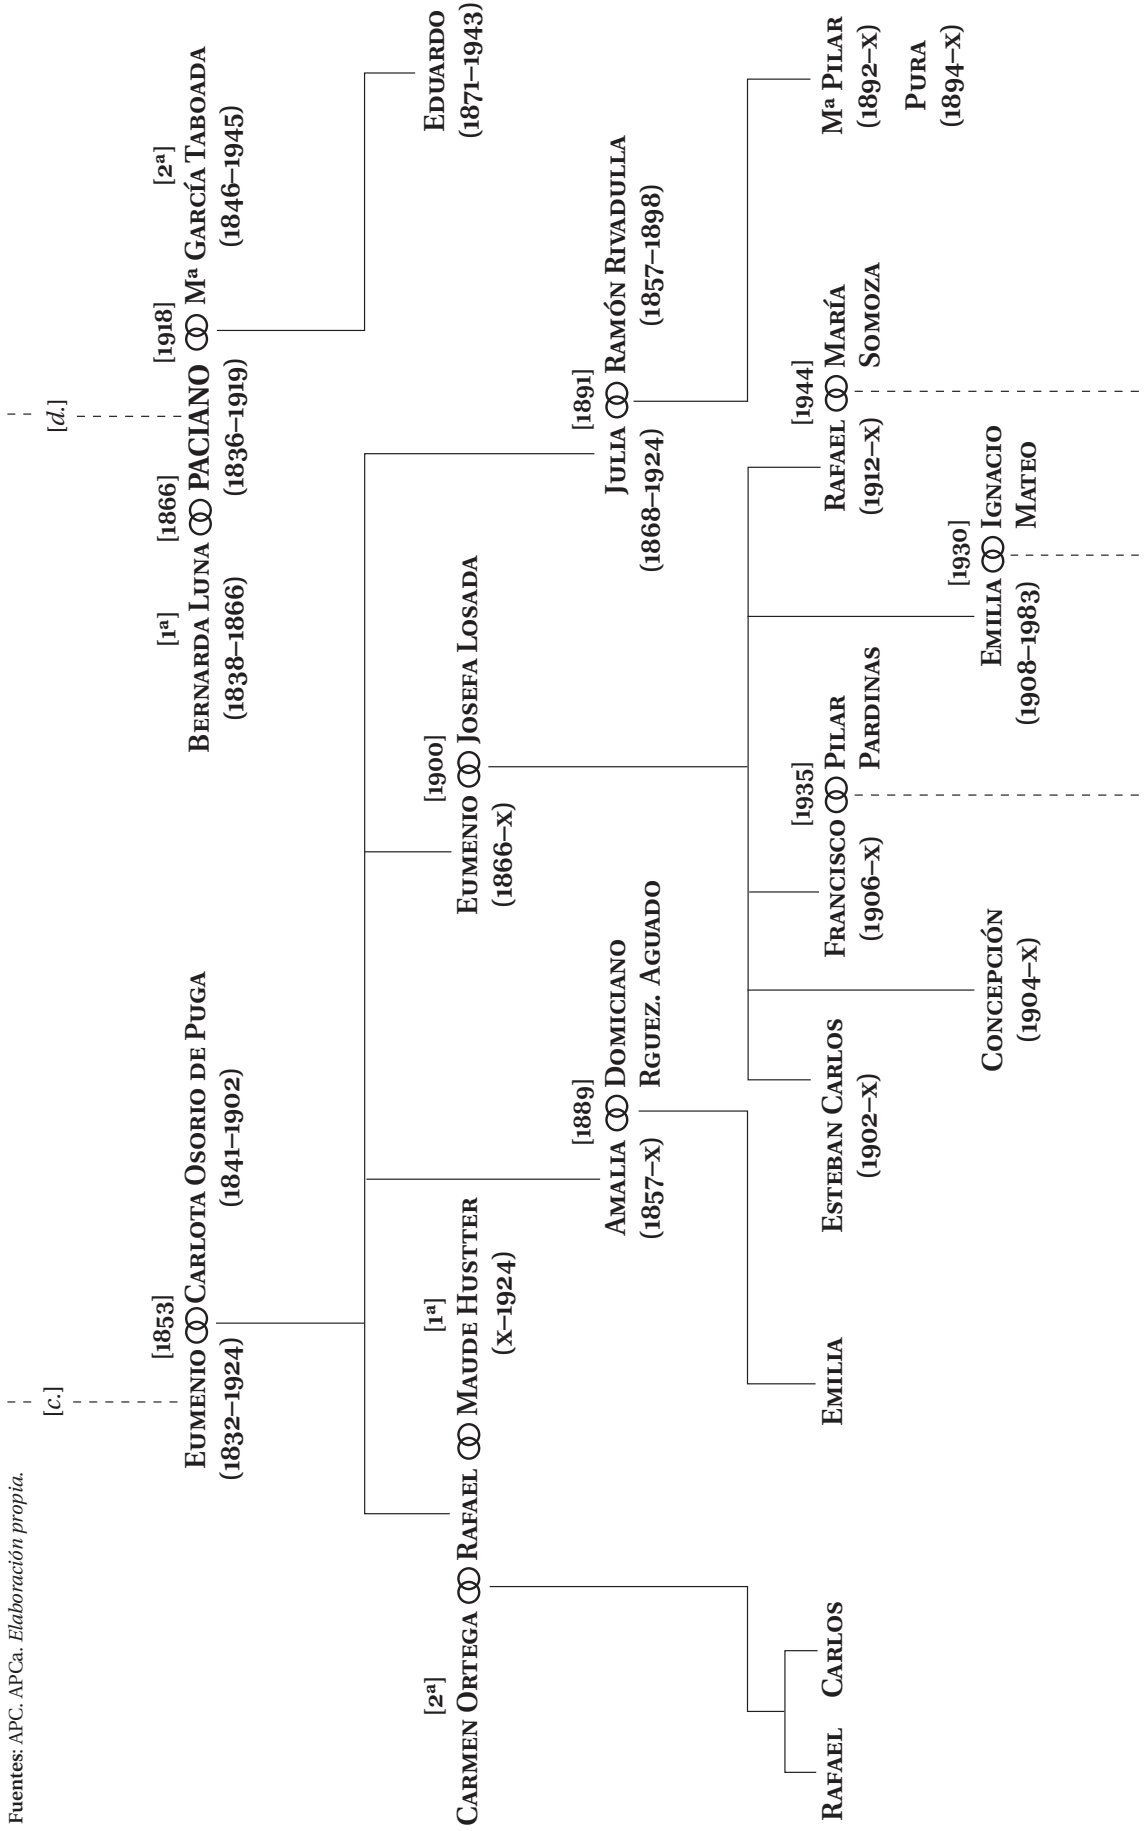 Fuentes: APC. APCa. Elaboración propia.
[c.]
[d.]
[1853]
EUMENIO CARLOTA OSORIO DE PUGA
(1832–1924) (1841–1902)
[1ª] [1866] [1918] [2ª]
BERNARDA LUNA PACIANO Mª GARCÍA TABOADA
(1838–1866) (1836–1919) (1846–1945)
[2ª] [1ª]
CARMEN ORTEGA RAFAEL MAUDE HUSTTER
(X–1924)
[1900]
EUMENIO JOSEFA LOSADA
(1866–X)
EDUARDO
(1871–1943)
[1889]
AMALIA DOMICIANO
(1857–X) RGUEZ. AGUADO
[1891]
JULIA RAMÓN RIVADULLA
(1868–1924) (1857–1898)
RAFAEL CARLOS
EMILIA
ESTEBAN CARLOS
(1902–X)
[1935]
FRANCISCO PILAR
(1906–X) PARDINAS
[1944]
RAFAEL MARÍA
(1912–X) SOMOZA
Mª PILAR
(1892–X)
PURA
(1894–X)
CONCEPCIÓN
(1904–X)
[1930]
EMILIA IGNACIO
(1908–1983) MATEO